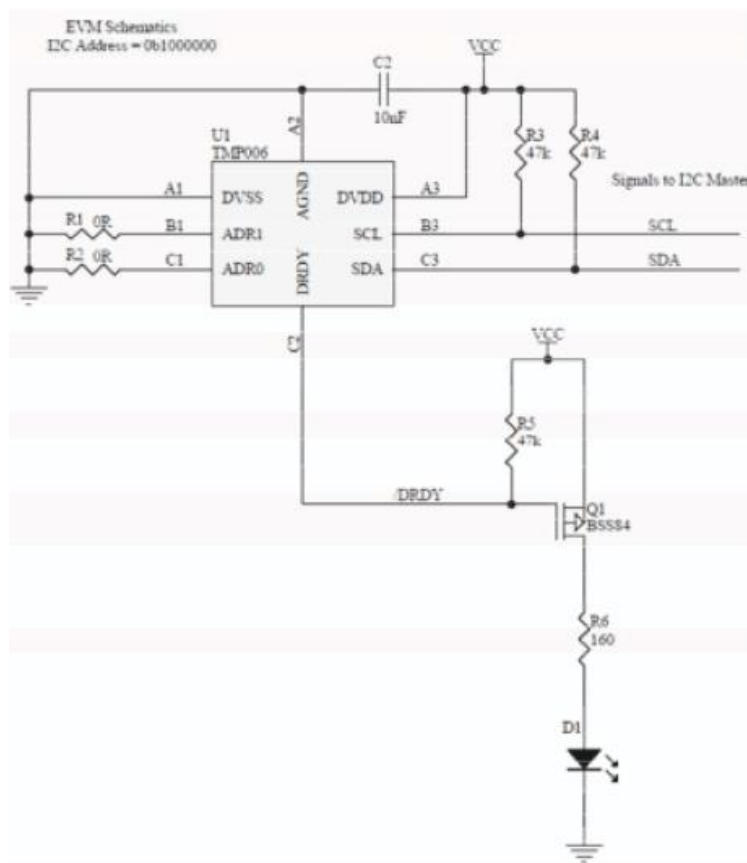 EVM Schematics
I2C Address = 0b1000000
VCC
C2
10nF
A2
U1
TMP006
R3
47k
R4
47k
Signals to I2C Master
A1
DVSS
AGND
DVDD
A3
R1 0R
B1
ADR1
SCL
B3
SCL
R2 0R
C1
ADR0
DRDY
SDA
C3
SDA
C2
VCC
R5
47k
/DRDY
Q1
BSS84
R6
160
D1